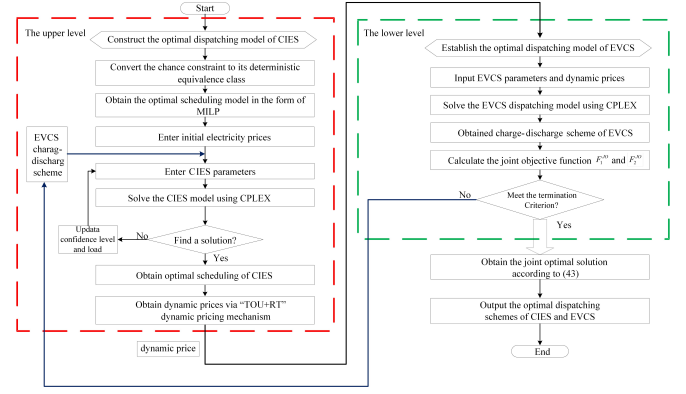 Start
The upper level
Construct the optimal dispatching model of CIES
Convert the chance constraint to its deterministic
equivalence class
Obtain the optimal scheduling model in the form of
MILP
Enter initial electricity prices
EVCS
charag-
discharg
scheme
Enter CIES parameters
Solve the CIES model using CPLEX
Updata
confidence level
and load
No
Find a solution?
Yes
Obtain optimal scheduling of CIES
Obtain dynamic prices via “TOU+RT”
dynamic pricing mechanism
dynamic price
The lower level
Establish the optimal dispatching model of EVCS
Input EVCS parameters and dynamic prices
Solve the EVCS dispatching model using CPLEX
Obtained charge-discharge scheme of EVCS
Calculate the joint objective function F₁ᴶᴼ and F₂ᴶᴼ
No
Meet the termination
Criterion?
Yes
Obtain the joint optimal solution
according to (43)
Output the optimal dispatching
schemes of CIES and EVCS
End